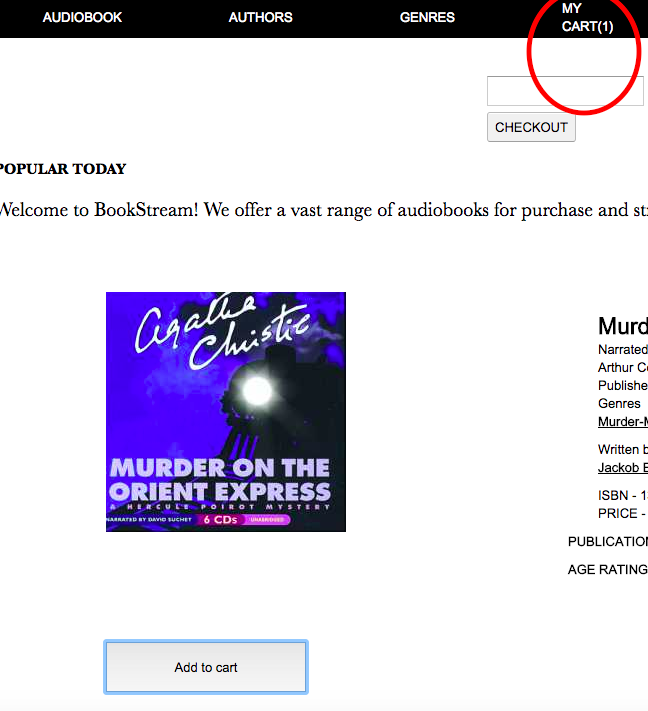 AUDIOBOOK AUTHORS GENRES MY CART(1)
CHECKOUT
POPULAR TODAY
Welcome to BookStream! We offer a vast range of audiobooks for purchase and
Agatha
Christie
MURDER ON THE
ORIENT EXPRESS
A HERCULE POIROT MYSTERY
NARRATED BY DAVID SUCHET 6 CDs UNABRIDGED
Murd
Narrated
Arthur Co
Publishe
Genres
Murder-M
Written b
Jackob E
ISBN - 1
PRICE -
PUBLICATION
AGE RATING
Add to cart